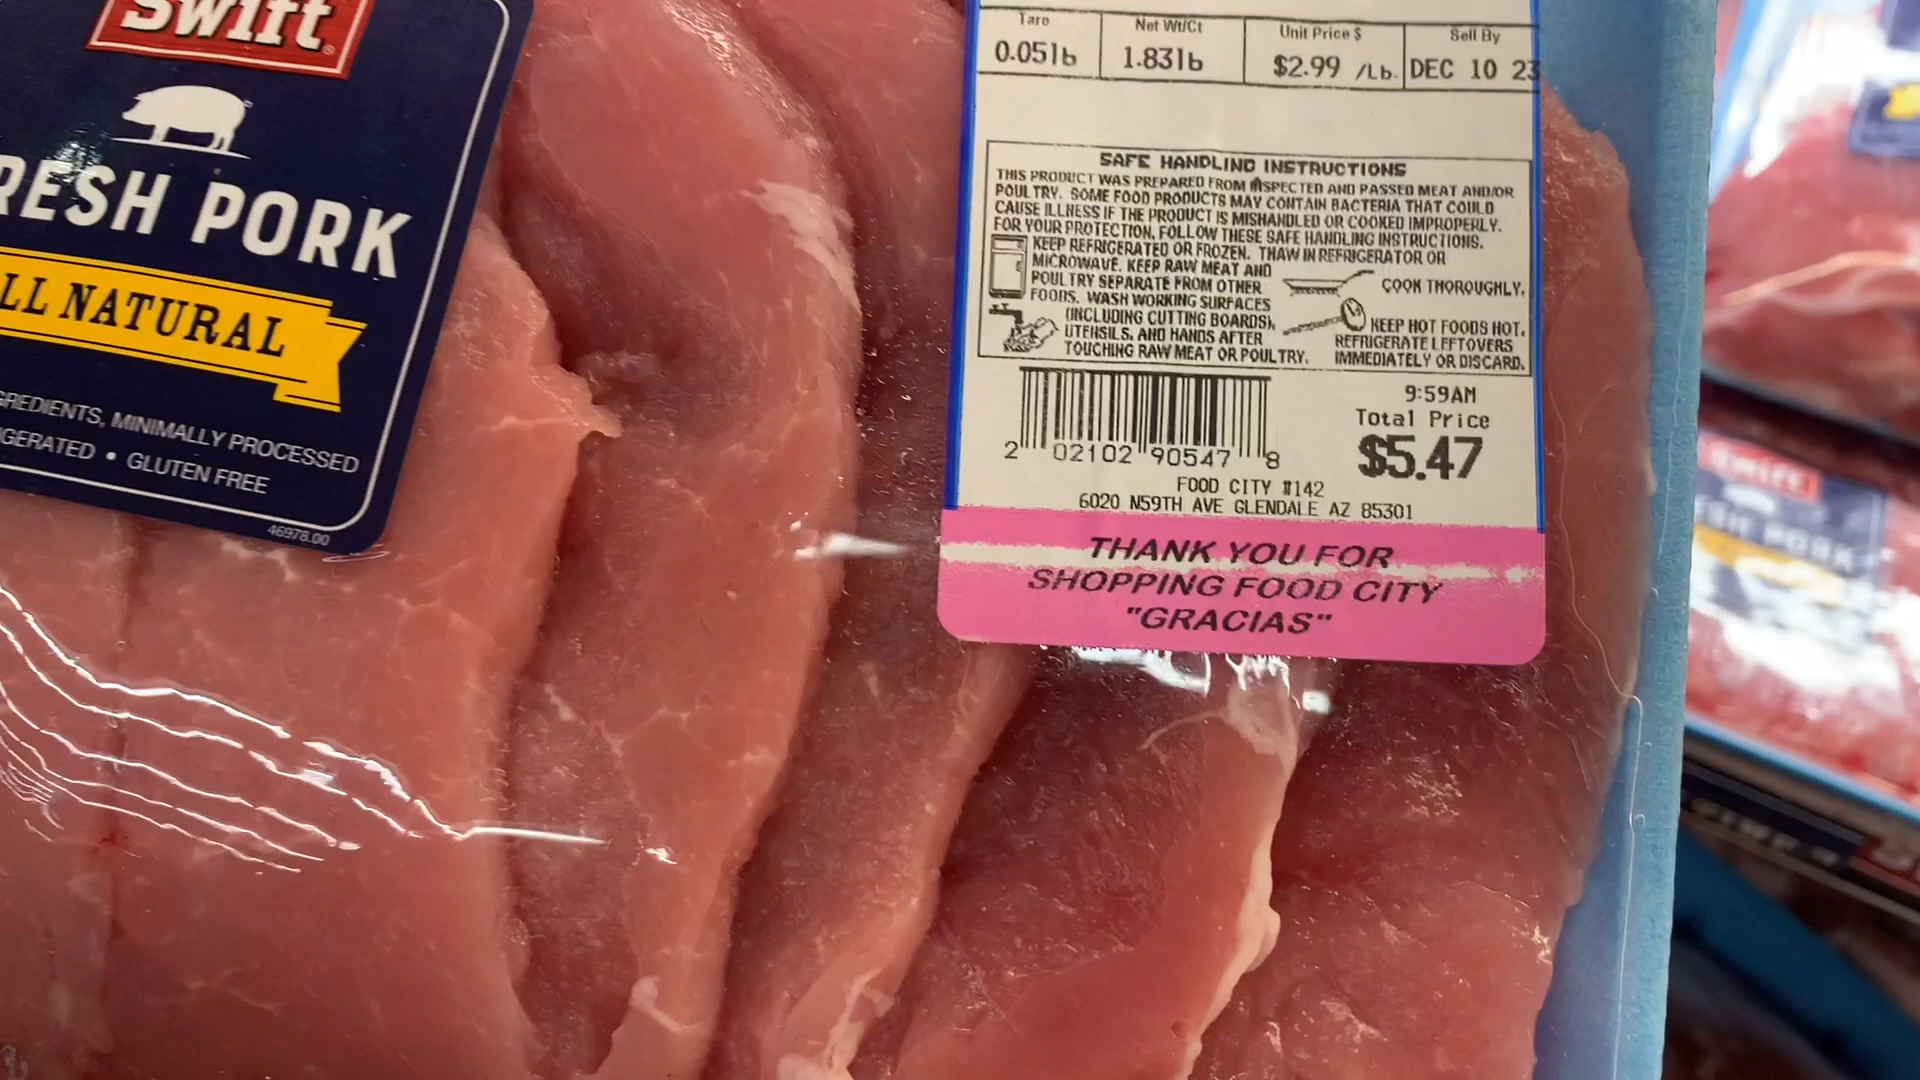 Swift
RESH PORK
LL NATURAL
GREDIENTS, MINIMALLY PROCESSED
GERATED • GLUTEN FREE
46978.00
Tare
Net Wt/Ct
Unit Price $
Sell By
0.05lb
1.83lb
$2.99 /Lb.
DEC 10 23
SAFE HANDLING INSTRUCTIONS
THIS PRODUCT WAS PREPARED FROM INSPECTED AND PASSED MEAT AND/OR
POULTRY. SOME FOOD PRODUCTS MAY CONTAIN BACTERIA THAT COULD
CAUSE ILLNESS IF THE PRODUCT IS MISHANDLED OR COOKED IMPROPERLY.
FOR YOUR PROTECTION, FOLLOW THESE SAFE HANDLING INSTRUCTIONS.
KEEP REFRIGERATED OR FROZEN. THAW IN REFRIGERATOR OR
MICROWAVE. KEEP RAW MEAT AND
POULTRY SEPARATE FROM OTHER
FOODS. WASH WORKING SURFACES
(INCLUDING CUTTING BOARDS),
UTENSILS, AND HANDS AFTER
TOUCHING RAW MEAT OR POULTRY.
COOK THOROUGHLY.
KEEP HOT FOODS HOT.
REFRIGERATE LEFTOVERS
IMMEDIATELY OR DISCARD.
2 02102 90547 8
9:59AM
Total Price
$5.47
FOOD CITY #142
6020 N59TH AVE GLENDALE AZ 85301
THANK YOU FOR
SHOPPING FOOD CITY
"GRACIAS"
SWIFT
ESH PORK